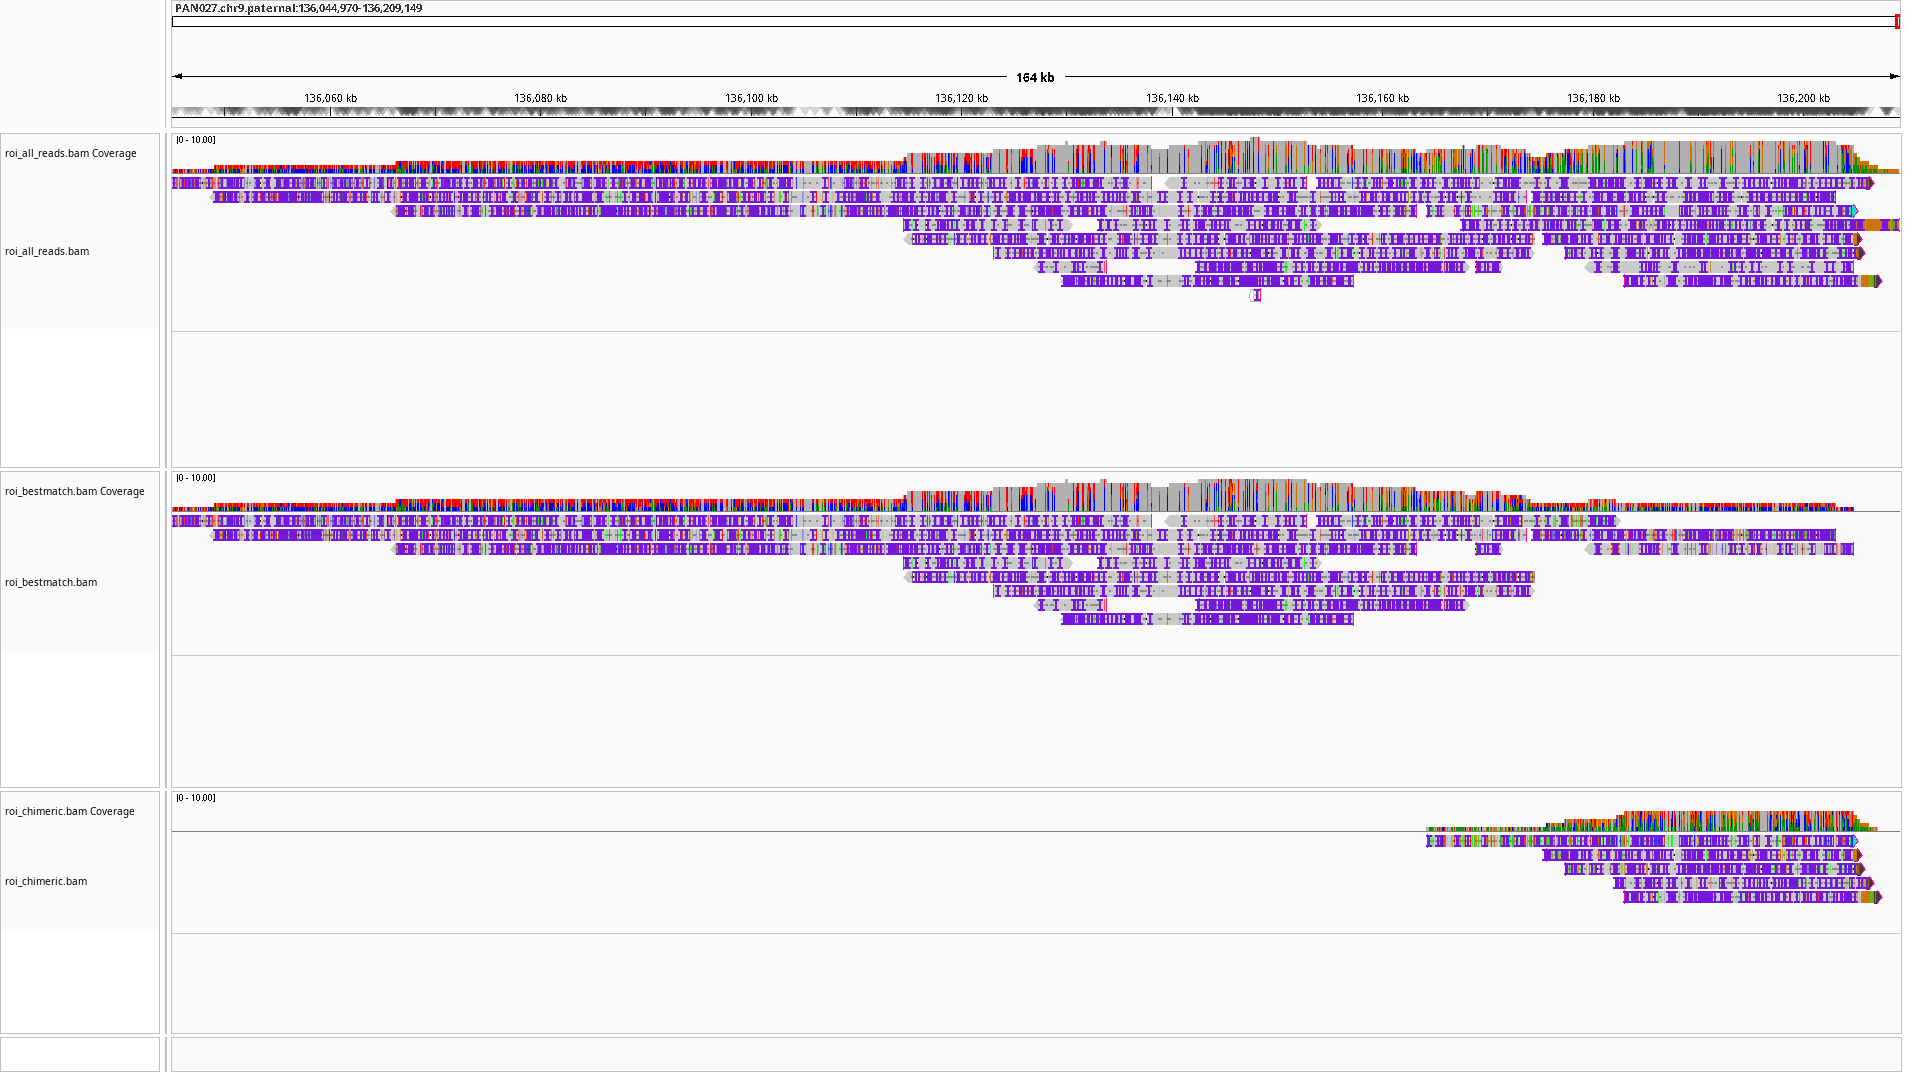 PAN027.chr9.paternal:136,044,970-136,209,149
164 kb
136,060 kb 136,080 kb 136,100 kb 136,120 kb 136,140 kb 136,160 kb 136,180 kb 136,200 kb
[0 - 10.00]
roi_all_reads.bam Coverage
roi_all_reads.bam
[0 - 10.00]
roi_bestmatch.bam Coverage
roi_bestmatch.bam
[0 - 10.00]
roi_chimeric.bam Coverage
roi_chimeric.bam